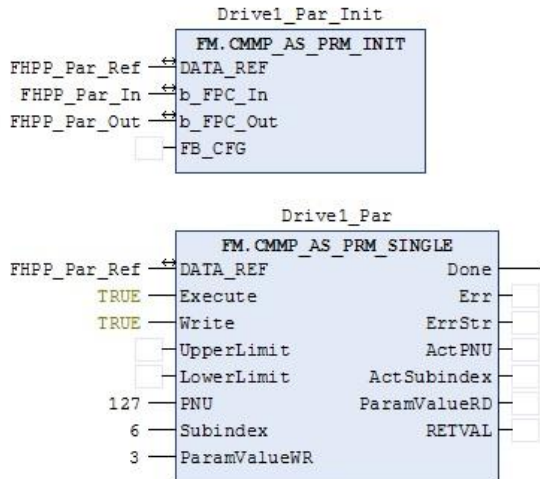 Drive1_Par_Init
FM.CMMP_AS_PRM_INIT
FHPP_Par_Ref DATA_REF
FHPP_Par_In b_FPC_In
FHPP_Par_Out b_FPC_Out
FB_CFG
Drive1_Par
FM.CMMP_AS_PRM_SINGLE
FHPP_Par_Ref DATA_REF Done
TRUE Execute Err
TRUE Write ErrStr
UpperLimit ActPNU
LowerLimit ActSubindex
127 PNU ParamValueRD
6 Subindex RETVAL
3 ParamValueWR